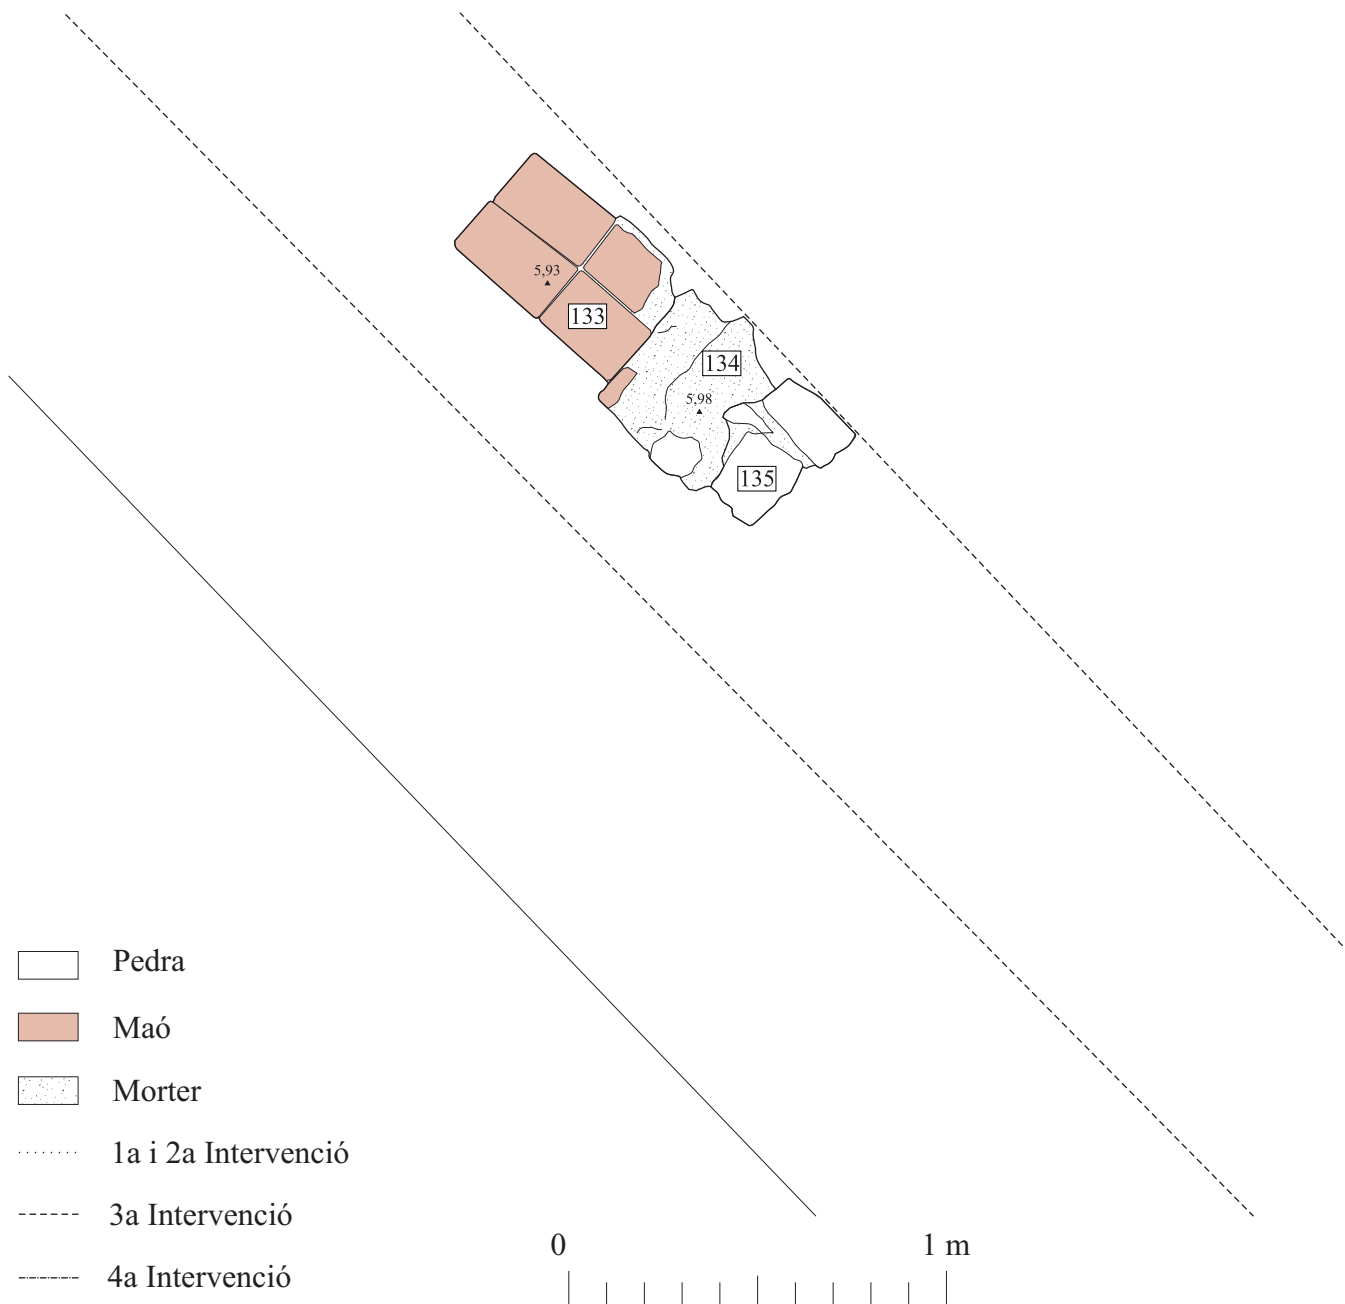 5,93
133
134
5,98
135
Pedra
Maó
Morter
1a i 2a Intervenció
3a Intervenció
4a Intervenció
0 1 m